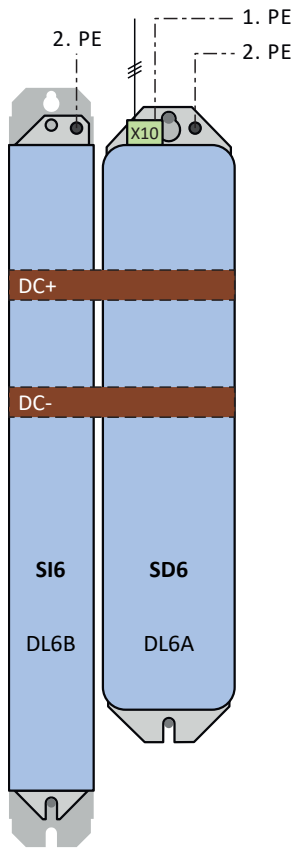 1. PE
2. PE
2. PE
X10
DC+
DC-
SI6
SD6
DL6B
DL6A